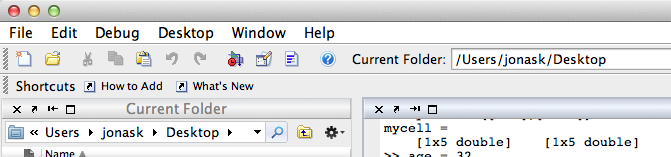 File Edit Debug Desktop Window Help
Current Folder: /Users/jonask/Desktop
Shortcuts How to Add What's New
Current Folder
« Users jonask Desktop
Name
mycell =
[1x5 double] [1x5 double]
>> age = 32